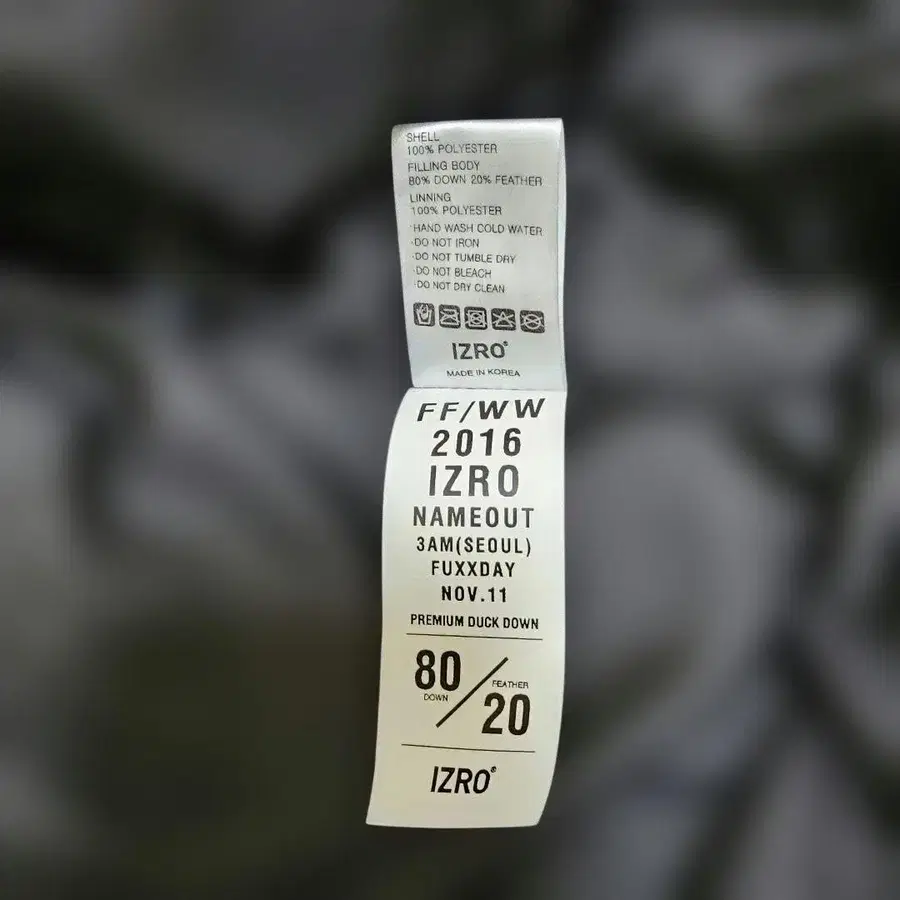 SHELL
100% POLYESTER
FILLING BODY
80% DOWN 20% FEATHER
LINNING
100% POLYESTER
·HAND WASH COLD WATER
·DO NOT IRON
·DO NOT TUMBLE DRY
·DO NOT BLEACH
·DO NOT DRY CLEAN
IZRO®
MADE IN KOREA
FF/WW
2016
IZRO
NAMEOUT
3AM(SEOUL)
FUXXDAY
NOV.11
PREMIUM DUCK DOWN
80
DOWN
/
FEATHER
20
IZRO®